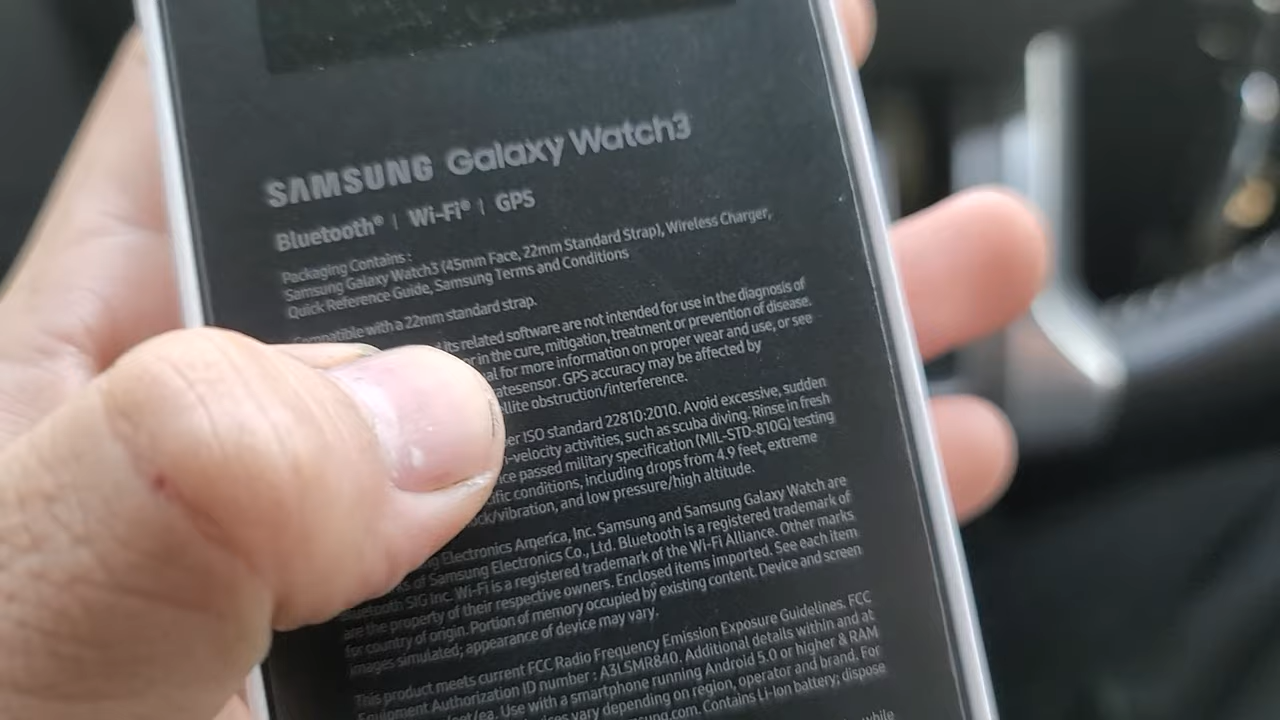 SAMSUNG Galaxy Watch3
Bluetooth® | Wi-Fi® | GPS
Packaging Contains :
Samsung Galaxy Watch3 (45mm Face, 22mm Standard Strap), Wireless Charger,
Quick Reference Guide, Samsung Terms and Conditions
Compatible with a 22mm standard strap.
its related software are not intended for use in the diagnosis of
in the cure, mitigation, treatment or prevention of disease.
for more information on proper wear and use, or see
GPS accuracy may be affected by
obstruction/interference.
ISO standard 22810:2010. Avoid excessive, sudden
-velocity activities, such as scuba diving. Rinse in fresh
passed military specification (MIL-STD-810G) testing
conditions, including drops from 4.9 feet, extreme
/vibration, and low pressure/high altitude.
Electronics America, Inc. Samsung and Samsung Galaxy Watch are
of Samsung Electronics Co., Ltd. Bluetooth is a registered trademark of
SIG Inc. Wi-Fi is a registered trademark of the Wi-Fi Alliance. Other marks
are the property of their respective owners. Enclosed items imported. See each item
for country of origin. Portion of memory occupied by existing content. Device and screen
images simulated; appearance of device may vary.
This product meets current FCC Radio Frequency Emission Exposure Guidelines. FCC
Equipment Authorization ID number : A3LSMR840. Additional details within and at
Use with a smartphone running Android 5.0 or higher & RAM
vary depending on region, operator and brand. For
Contains Li-Ion battery; dispose
while